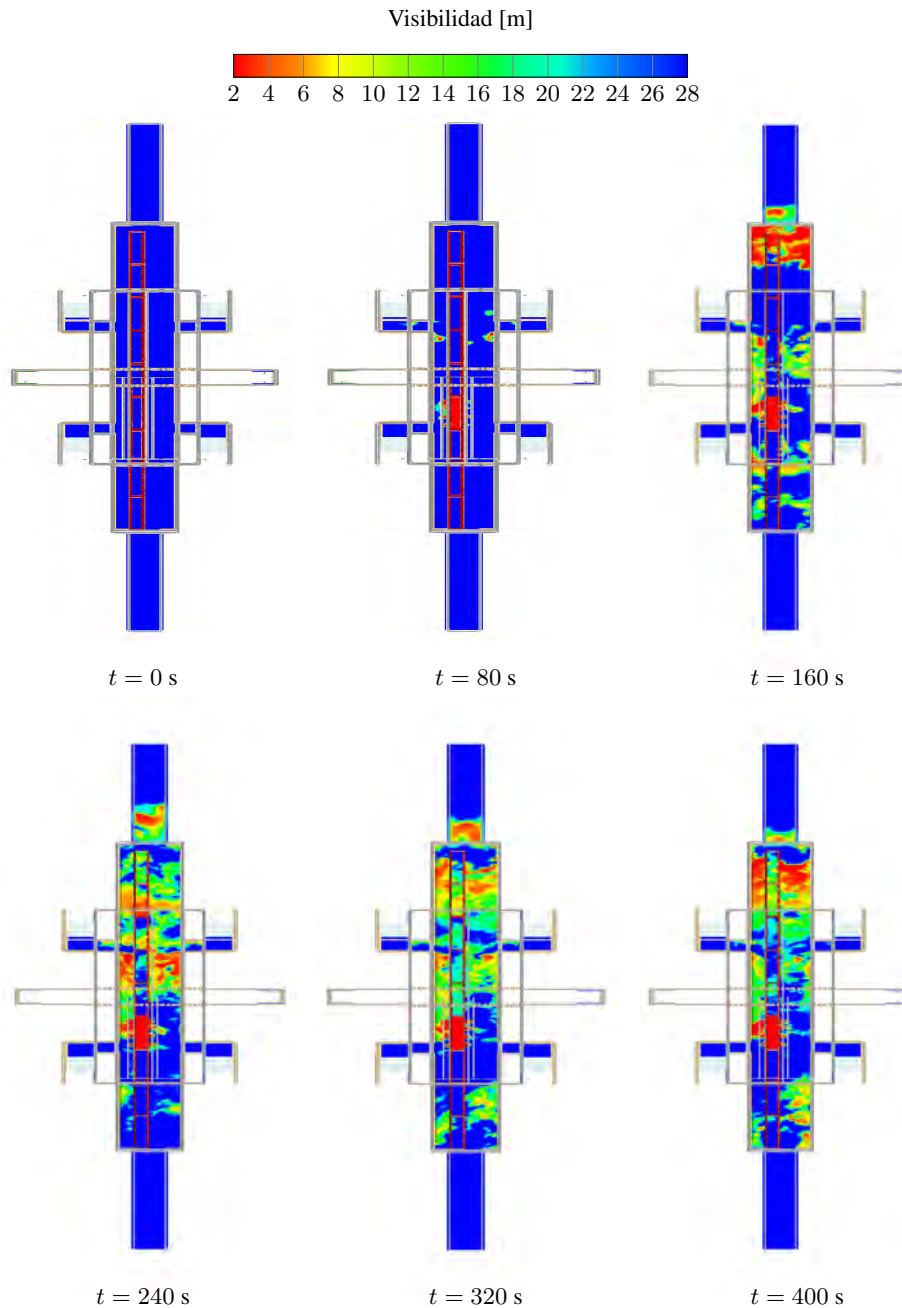 Visibilidad [m]
2 4 6 8 10 12 14 16 18 20 22 24 26 28
t = 0 s t = 80 s t = 160 s
t = 240 s t = 320 s t = 400 s